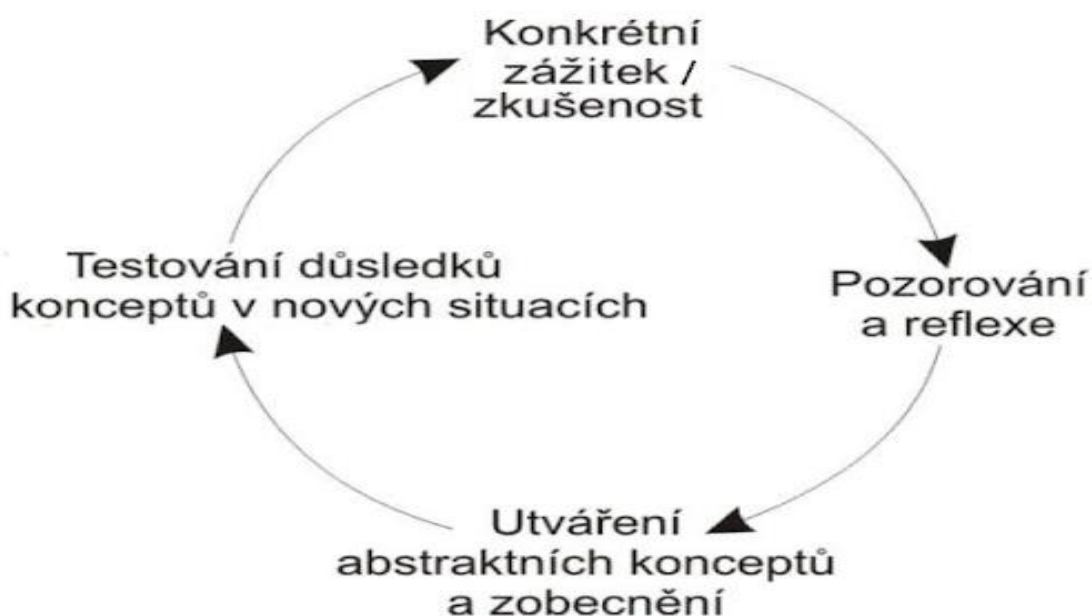 Konkrétní
zážitek /
zkušenost
Pozorování
a reflexe
Utváření
abstraktních konceptů
a zobecnění
Testování důsledků
konceptů v nových situacích